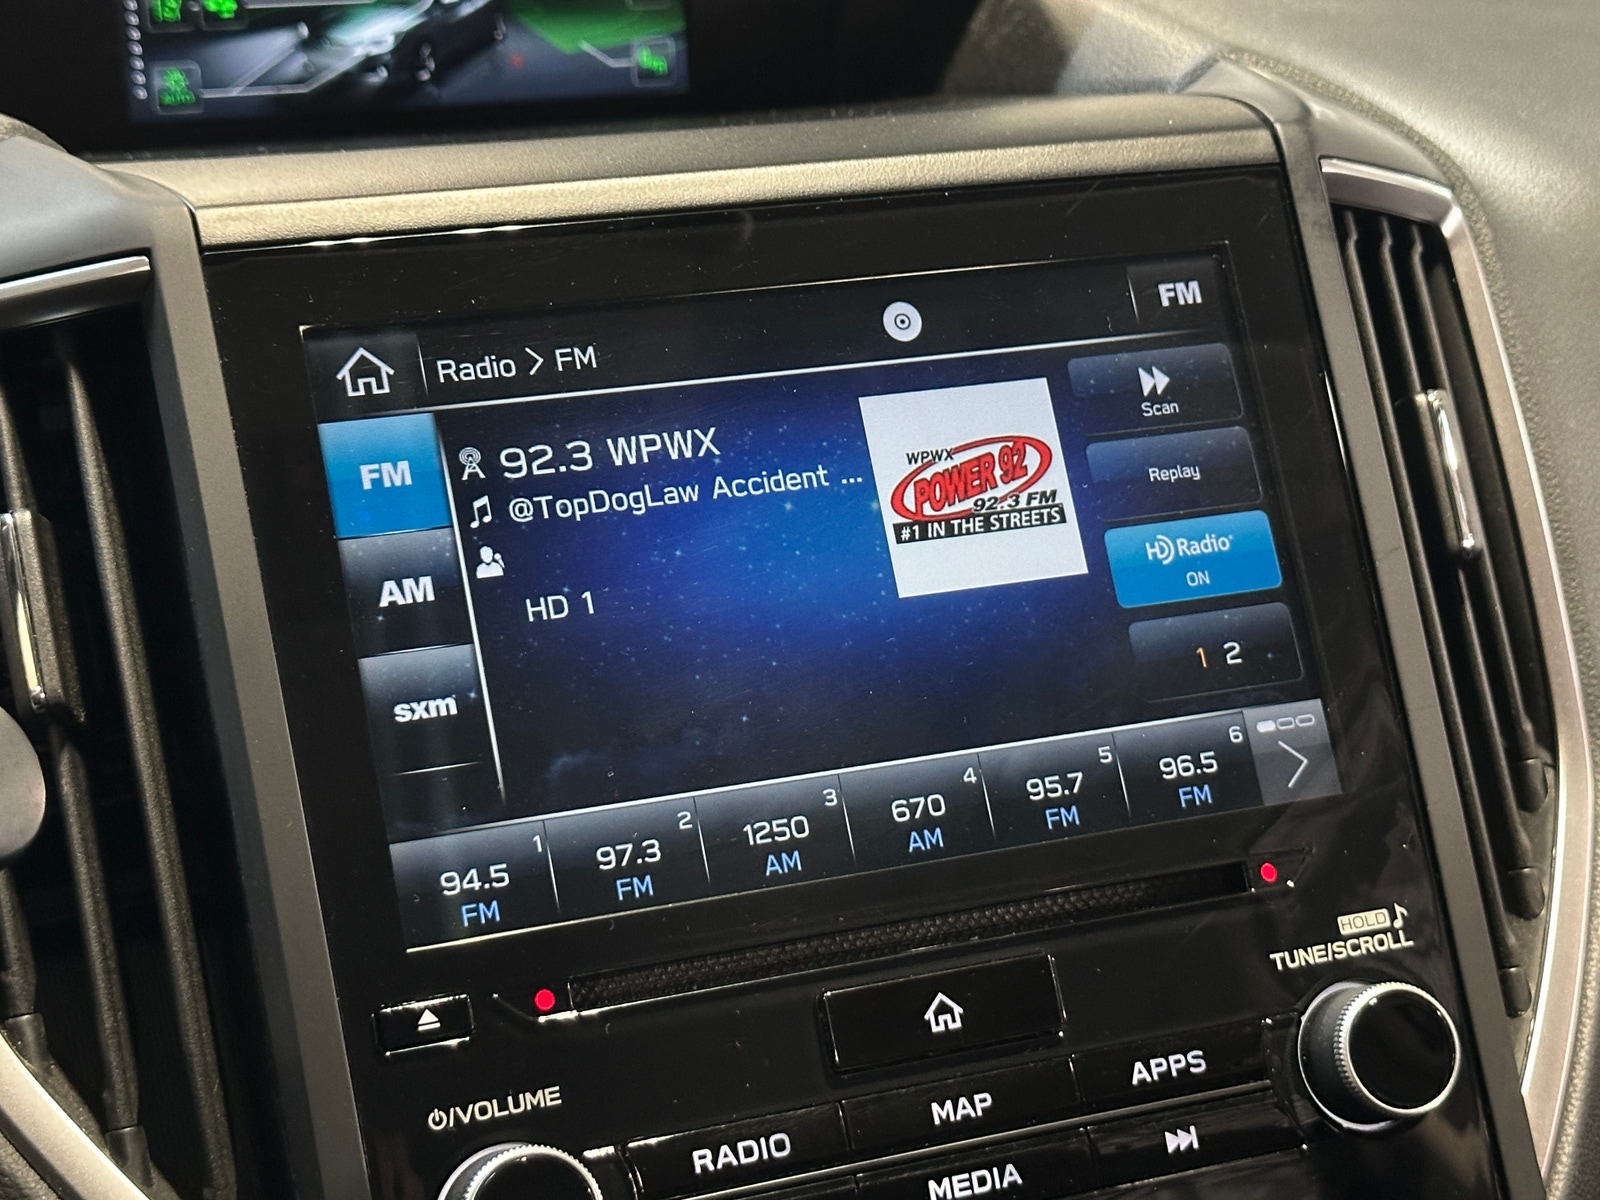 AUTO
Radio > FM
FM
FM
AM
sxm
92.3 WPWX
@TopDogLaw Accident ...
HD 1
WPWX
POWER 92
92.3 FM
#1 IN THE STREETS
Scan
Replay
HD Radio
ON
1 2
1
94.5
FM
2
97.3
FM
3
1250
AM
4
670
AM
5
95.7
FM
6
96.5
FM
HOLD
TUNE/SCROLL
/VOLUME
RADIO
MAP
APPS
MEDIA